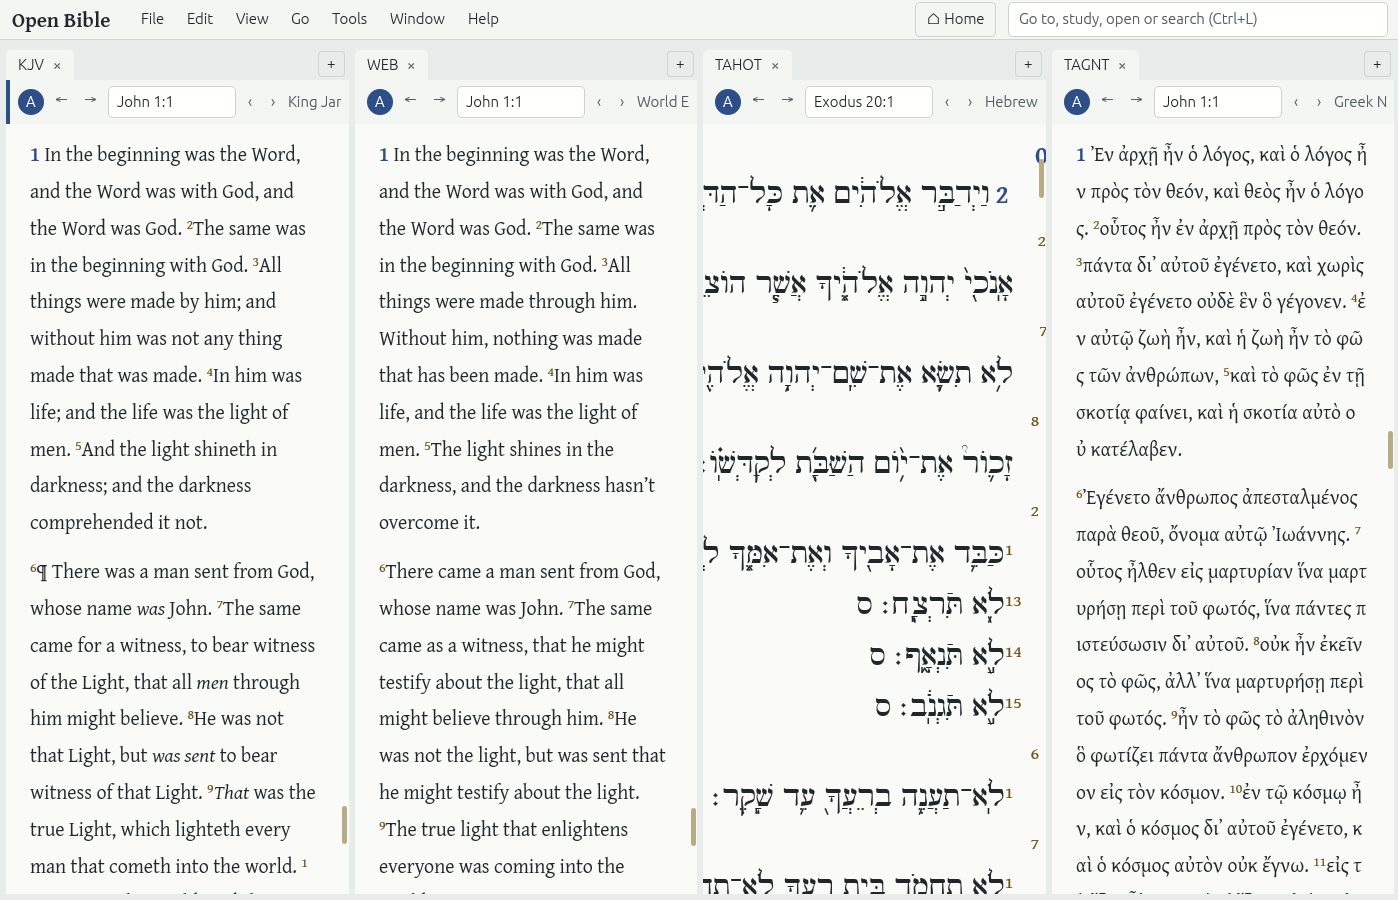 Open Bible File Edit View Go Tools Window Help Home Go to, study, open or search (Ctrl+L)
KJV × +
A ← → John 1:1 ‹ › King Jar
1 In the beginning was the Word,
and the Word was with God, and
the Word was God. 2The same was
in the beginning with God. 3All
things were made by him; and
without him was not any thing
made that was made. 4In him was
life; and the life was the light of
men. 5And the light shineth in
darkness; and the darkness
comprehended it not.
6¶ There was a man sent from God,
whose name was John. 7The same
came for a witness, to bear witness
of the Light, that all men through
him might believe. 8He was not
that Light, but was sent to bear
witness of that Light. 9That was the
true Light, which lighteth every
man that cometh into the world. 1
WEB × +
A ← → John 1:1 ‹ › World E
1 In the beginning was the Word,
and the Word was with God, and
the Word was God. 2The same was
in the beginning with God. 3All
things were made through him.
Without him, nothing was made
that has been made. 4In him was
life, and the life was the light of
men. 5The light shines in the
darkness, and the darkness hasn’t
overcome it.
6There came a man sent from God,
whose name was John. 7The same
came as a witness, that he might
testify about the light, that all
might believe through him. 8He
was not the light, but was sent that
he might testify about the light.
9The true light that enlightens
everyone was coming into the
TAHOT × +
A ← → Exodus 20:1 ‹ › Hebrew
0
2 וַיְדַבֵּ֣ר אֱלֹהִ֔ים אֵ֛ת כָּל־
2
אָֽנֹכִ֖י֙ יְהוָ֣ה אֱלֹהֶ֑֔יךָ אֲשֶׁ֧ר
7
לֹ֥א תִשָּׂ֛א אֶת־שֵֽׁם־יְהוָ֥ה
8
זָכ֛וֹר֩ אֶת־י֥֨וֹם הַשַּׁבָּ֖֜ת לְקַדְּשֽׁ֗וֹ׃
2
1כַּבֵּ֥ד אֶת־אָבִ֖יךָ וְאֶת־אִמֶּ֑ךָ
13לֹ֥֖א תִּֿרְצָֽ֖ח׃ ס
14לֹ֣֖א תִּֿנְאָֽ֑ף׃ ס
15לֹ֣֖א תִּֿגְנֹֽ֔ב׃ ס
6
1לֹֽא־תַעֲנֶ֥ה בְרֵעֲךָ֖ עֵ֥ד שָֽׁקֶר׃
7
1לֹ֥א תַחְמֹ֖ד בֵּ֣ית רֵעֶ֑ךָ
TAGNT × +
A ← → John 1:1 ‹ › Greek N
1 Ἐν ἀρχῇ ἦν ὁ λόγος, καὶ ὁ λόγος ἦ
ν πρὸς τὸν θεόν, καὶ θεὸς ἦν ὁ λόγο
ς. 2οὗτος ἦν ἐν ἀρχῇ πρὸς τὸν θεόν.
3πάντα δι’ αὐτοῦ ἐγένετο, καὶ χωρὶς
αὐτοῦ ἐγένετο οὐδὲ ἓν ὃ γέγονεν. 4ἐ
ν αὐτῷ ζωὴ ἦν, καὶ ἡ ζωὴ ἦν τὸ φῶ
ς τῶν ἀνθρώπων, 5καὶ τὸ φῶς ἐν τῇ
σκοτίᾳ φαίνει, καὶ ἡ σκοτία αὐτὸ ο
ὐ κατέλαβεν.
6Ἐγένετο ἄνθρωπος ἀπεσταλμένος
παρὰ θεοῦ, ὄνομα αὐτῷ Ἰωάννης. 7
οὗτος ἦλθεν εἰς μαρτυρίαν ἵνα μαρτ
υρήσῃ περὶ τοῦ φωτός, ἵνα πάντες π
ιστεύσωσιν δι’ αὐτοῦ. 8οὐκ ἦν ἐκεῖν
ος τὸ φῶς, ἀλλ’ ἵνα μαρτυρήσῃ περὶ
τοῦ φωτός. 9ἦν τὸ φῶς τὸ ἀληθινὸν
ὃ φωτίζει πάντα ἄνθρωπον ἐρχόμεν
ον εἰς τὸν κόσμον. 10ἐν τῷ κόσμῳ ἦ
ν, καὶ ὁ κόσμος δι’ αὐτοῦ ἐγένετο, κ
αὶ ὁ κόσμος αὐτὸν οὐκ ἔγνω. 11εἰς τ